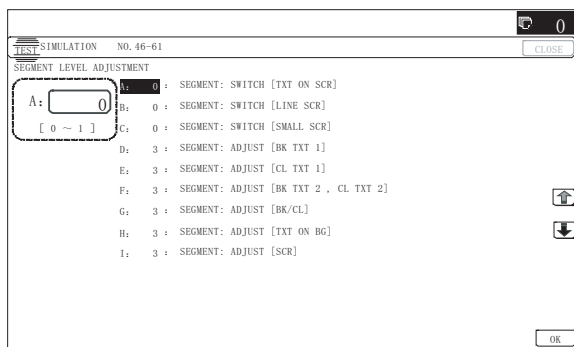 0
TEST SIMULATION NO. 46-61
CLOSE
SEGMENT LEVEL ADJUSTMENT
A: 0
[ 0 ~ 1 ]
A: 0 : SEGMENT: SWITCH [TXT ON SCR]
B: 0 : SEGMENT: SWITCH [LINE SCR]
C: 0 : SEGMENT: SWITCH [SMALL SCR]
D: 3 : SEGMENT: ADJUST [BK TXT 1]
E: 3 : SEGMENT: ADJUST [CL TXT 1]
F: 3 : SEGMENT: ADJUST [BK TXT 2 , CL TXT 2]
G: 3 : SEGMENT: ADJUST [BK/CL]
H: 3 : SEGMENT: ADJUST [TXT ON BG]
I: 3 : SEGMENT: ADJUST [SCR]
OK